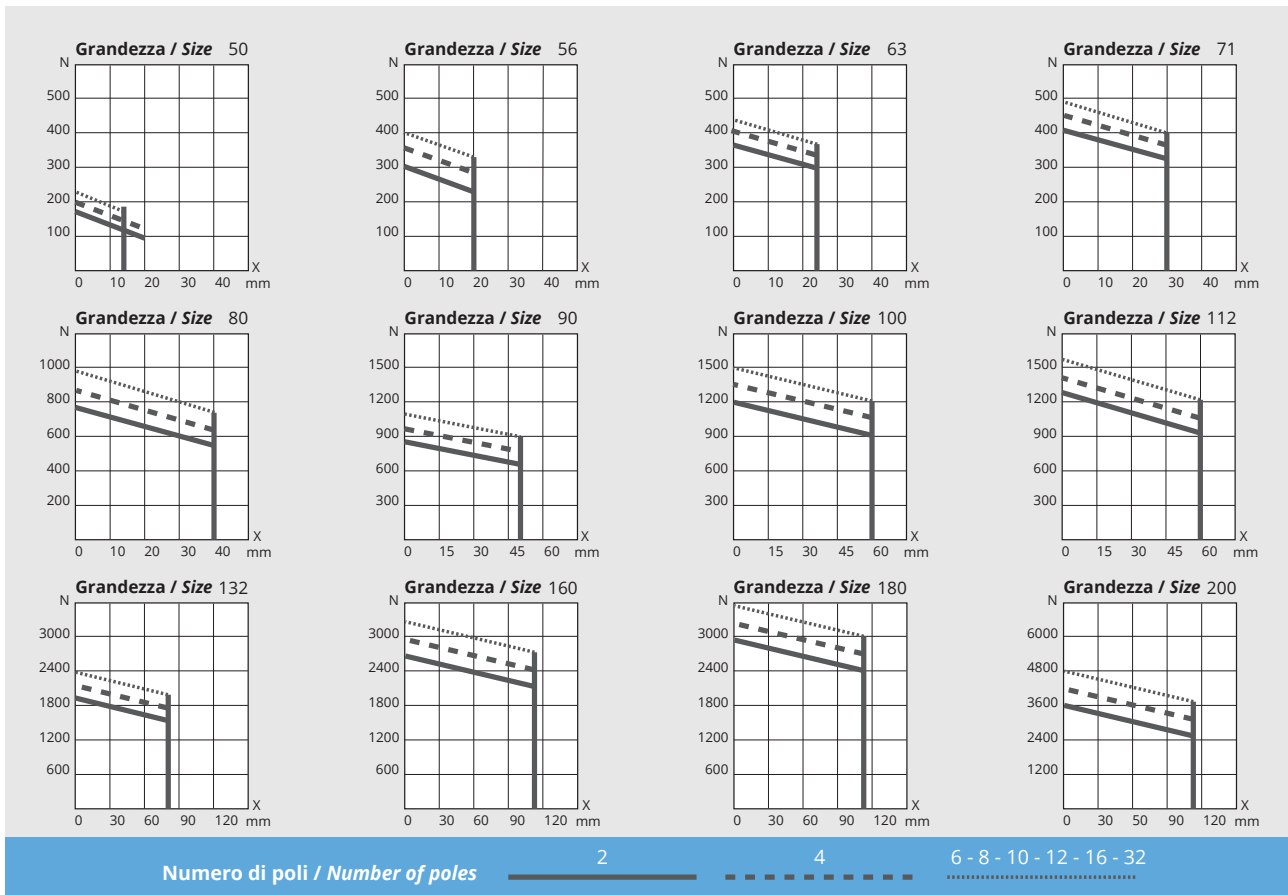 Grandezza / Size 50
Grandezza / Size 56
Grandezza / Size 63
Grandezza / Size 71
N
500
400
300
200
100
X
0 10 20 30 40 mm
N
500
400
300
200
100
X
0 10 20 30 40 mm
N
500
400
300
200
100
X
0 10 20 30 40 mm
N
500
400
300
200
100
X
0 10 20 30 40 mm
Grandezza / Size 80
Grandezza / Size 90
Grandezza / Size 100
Grandezza / Size 112
N
1000
800
600
400
200
X
0 10 20 30 40 mm
N
1500
1200
900
600
300
X
0 15 30 45 60 mm
N
1500
1200
900
600
300
X
0 15 30 45 60 mm
N
1500
1200
900
600
300
X
0 15 30 45 60 mm
Grandezza / Size 132
Grandezza / Size 160
Grandezza / Size 180
Grandezza / Size 200
N
3000
2400
1800
1200
600
X
0 30 60 90 120 mm
N
3000
2400
1800
1200
600
X
0 30 60 90 120 mm
N
3000
2400
1800
1200
600
X
0 30 60 90 120 mm
N
6000
4800
3600
2400
1200
X
0 30 50 90 120 mm
Numero di poli / Number of poles
2
4
6 - 8 - 10 - 12 - 16 - 32